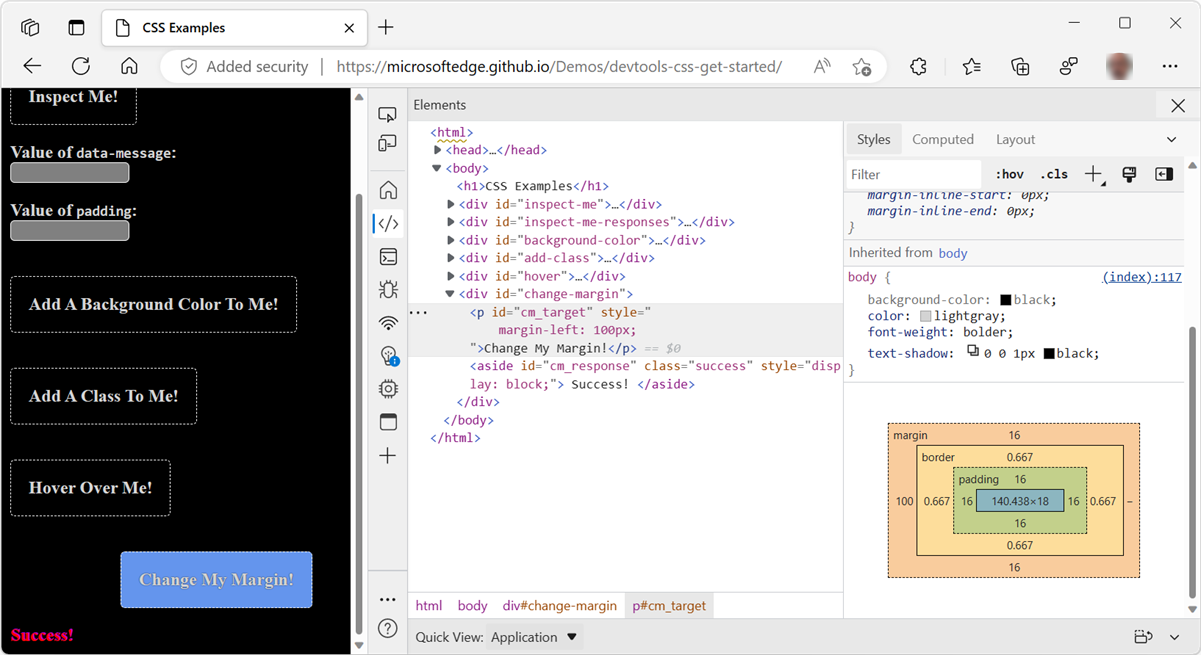 CSS Examples
Added security | https://microsoftedge.github.io/Demos/devtools-css-get-started/
Inspect Me!
Value of data-message:
Value of padding:
Add A Background Color To Me!
Add A Class To Me!
Hover Over Me!
Change My Margin!
Success!
Elements
<html>
<head>…</head>
<body>
<h1>CSS Examples</h1>
<div id="inspect-me">…</div>
<div id="inspect-me-responses">…</div>
<div id="background-color">…</div>
<div id="add-class">…</div>
<div id="hover">…</div>
<div id="change-margin">
<p id="cm_target" style="
margin-left: 100px;
">Change My Margin!</p> == $0
<aside id="cm_response" class="success" style="disp
lay: block;"> Success! </aside>
</div>
</body>
</html>
html body div#change-margin p#cm_target
Quick View: Application
Styles Computed Layout
Filter :hov .cls
margin-inline-start: 0px;
margin-inline-end: 0px;
}
Inherited from body
body { (index):117
background-color: black;
color: lightgray;
font-weight: bolder;
text-shadow: 0 0 1px black;
}
margin 16
border 0.667
padding 16
100 0.667 16 140.438×18 16 0.667 –
16
0.667
16